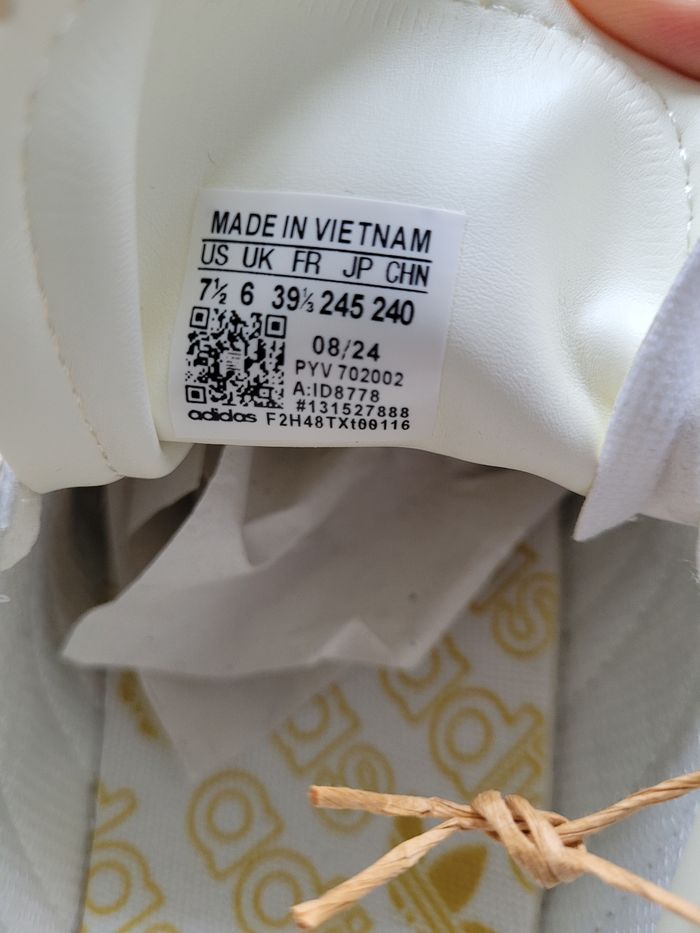 MADE IN VIETNAM
US UK FR JP CHN
7½ 6 39⅓ 245 240
08/24
PYV 702002
A:ID8778
#131527888
adidas F2H48TXt00116